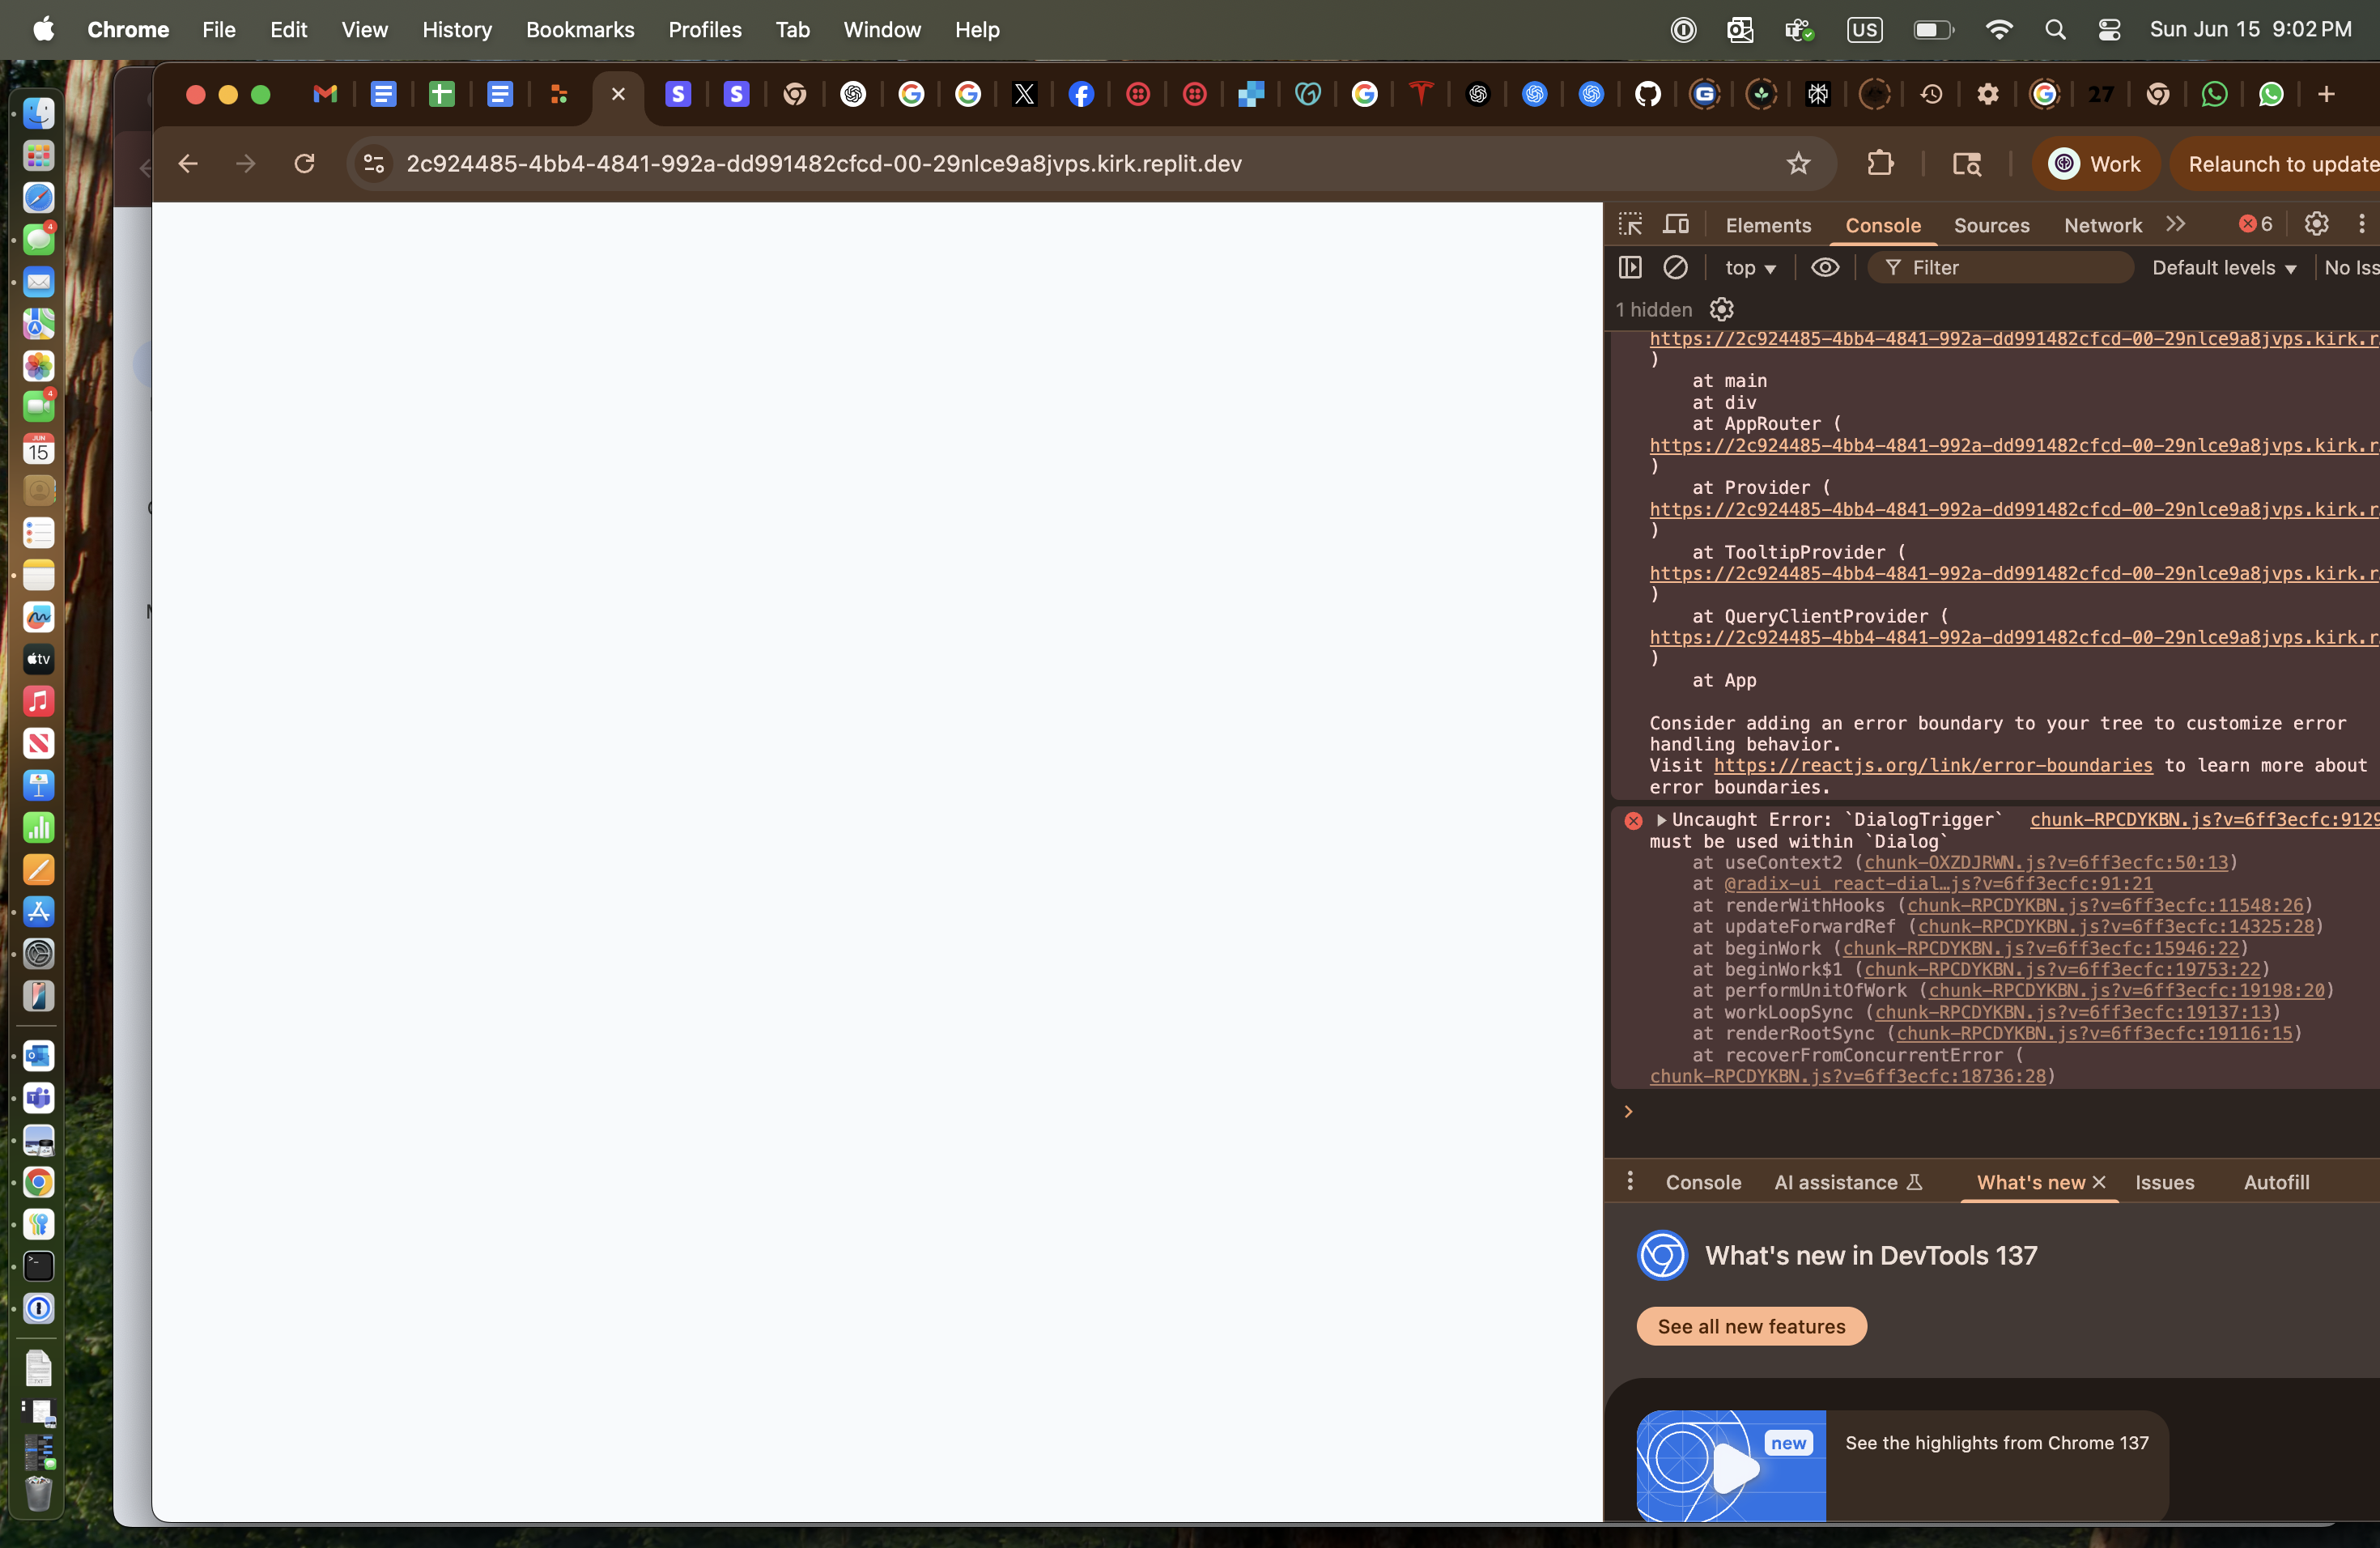 Chrome File Edit View History Bookmarks Profiles Tab Window Help US Sun Jun 15 9:02 PM
27
2c924485-4bb4-4841-992a-dd991482cfcd-00-29nlce9a8jvps.kirk.replit.dev Work Relaunch to update
Elements Console Sources Network 6
top Filter Default levels No Iss
1 hidden
https://2c924485-4bb4-4841-992a-dd991482cfcd-00-29nlce9a8jvps.kirk.r
)
at main
at div
at AppRouter (
https://2c924485-4bb4-4841-992a-dd991482cfcd-00-29nlce9a8jvps.kirk.r
)
at Provider (
https://2c924485-4bb4-4841-992a-dd991482cfcd-00-29nlce9a8jvps.kirk.r
)
at TooltipProvider (
https://2c924485-4bb4-4841-992a-dd991482cfcd-00-29nlce9a8jvps.kirk.r
)
at QueryClientProvider (
https://2c924485-4bb4-4841-992a-dd991482cfcd-00-29nlce9a8jvps.kirk.r
)
at App
Consider adding an error boundary to your tree to customize error
handling behavior.
Visit https://reactjs.org/link/error-boundaries to learn more about
error boundaries.
Uncaught Error: `DialogTrigger` chunk-RPCDYKBN.js?v=6ff3ecfc:9129
must be used within `Dialog`
at useContext2 (chunk-OXZDJRWN.js?v=6ff3ecfc:50:13)
at @radix-ui_react-dial…js?v=6ff3ecfc:91:21
at renderWithHooks (chunk-RPCDYKBN.js?v=6ff3ecfc:11548:26)
at updateForwardRef (chunk-RPCDYKBN.js?v=6ff3ecfc:14325:28)
at beginWork (chunk-RPCDYKBN.js?v=6ff3ecfc:15946:22)
at beginWork$1 (chunk-RPCDYKBN.js?v=6ff3ecfc:19753:22)
at performUnitOfWork (chunk-RPCDYKBN.js?v=6ff3ecfc:19198:20)
at workLoopSync (chunk-RPCDYKBN.js?v=6ff3ecfc:19137:13)
at renderRootSync (chunk-RPCDYKBN.js?v=6ff3ecfc:19116:15)
at recoverFromConcurrentError (
chunk-RPCDYKBN.js?v=6ff3ecfc:18736:28)
Console AI assistance What's new Issues Autofill
What's new in DevTools 137
See all new features
new
See the highlights from Chrome 137
4
4
JUN
15
tv